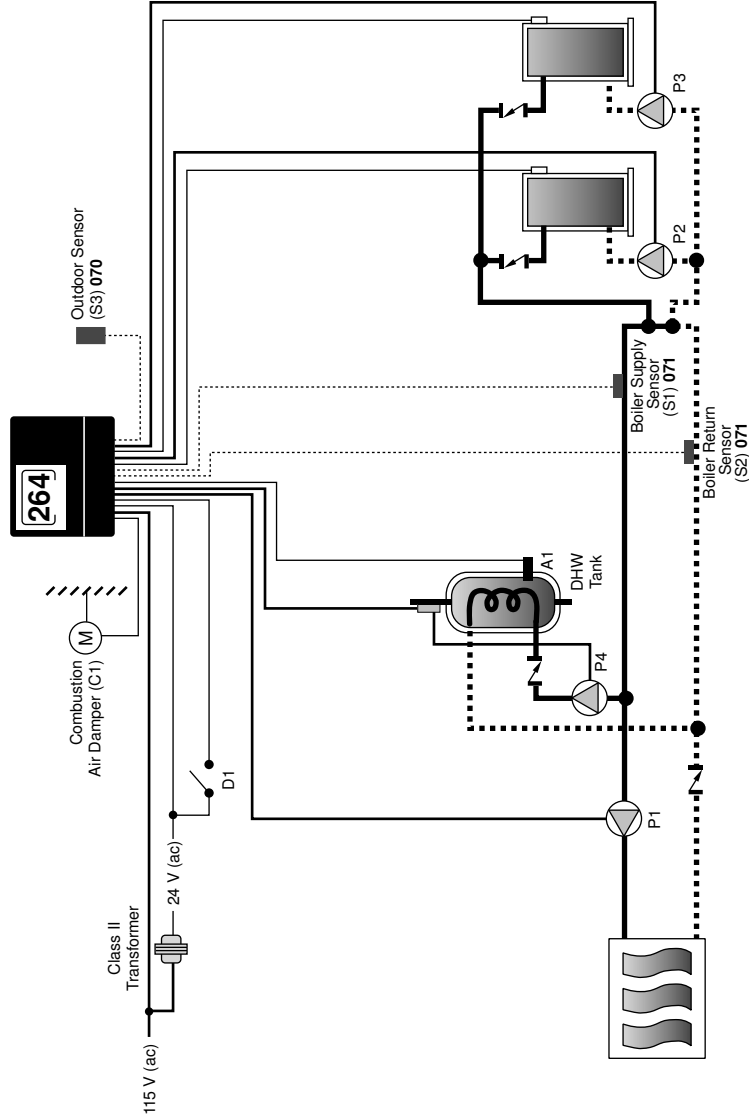 115 V (ac)
Class II
Transformer
24 V (ac)
D1
Combustion
Air Damper (C1)
M
264
Outdoor Sensor
(S3) 070
P1
P4
A1
DHW
Tank
Boiler Return
Sensor
(S2) 071
Boiler Supply
Sensor
(S1) 071
P2
P3